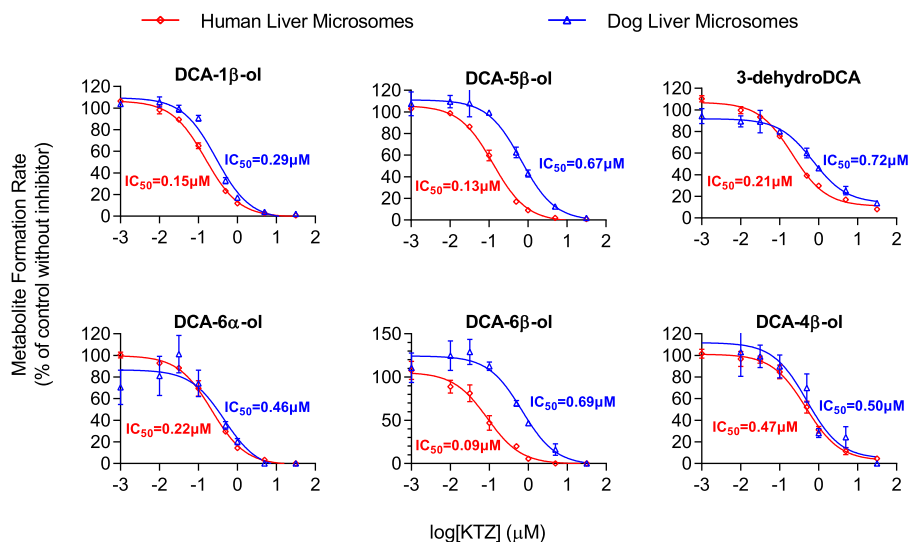 Human Liver Microsomes
Dog Liver Microsomes
Metabolite Formation Rate
(% of control without inhibitor)
DCA-1β-ol
120
100
80
60
40
20
0
IC50=0.29μM
IC50=0.15μM
-3 -2 -1 0 1 2
DCA-5β-ol
120
100
80
60
40
20
0
IC50=0.67μM
IC50=0.13μM
-3 -2 -1 0 1 2
3-dehydroDCA
120
100
80
60
40
20
0
IC50=0.72μM
IC50=0.21μM
-3 -2 -1 0 1 2
DCA-6α-ol
120
100
80
60
40
20
0
IC50=0.46μM
IC50=0.22μM
-3 -2 -1 0 1 2
DCA-6β-ol
150
100
50
0
IC50=0.69μM
IC50=0.09μM
-3 -2 -1 0 1 2
DCA-4β-ol
120
100
80
60
40
20
0
IC50=0.50μM
IC50=0.47μM
-3 -2 -1 0 1 2
log[KTZ] (μM)